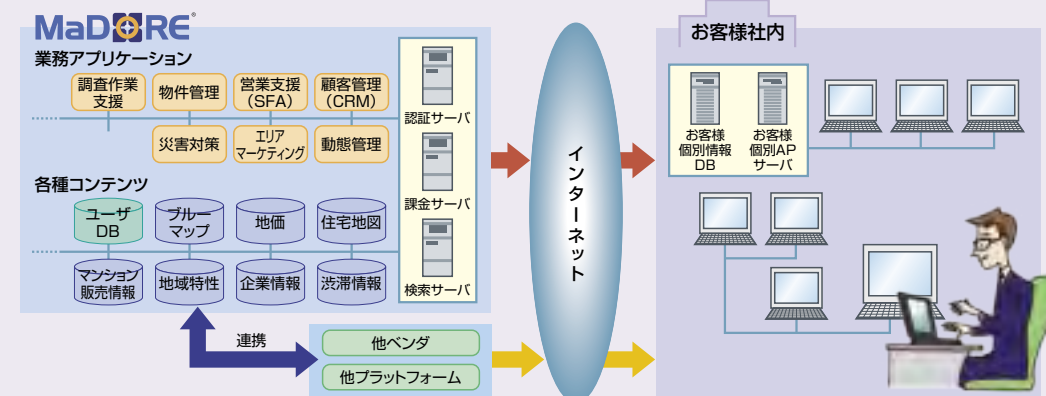 MaDORE
業務アプリケーション
調査作業
支援
物件管理
営業支援
(SFA)
顧客管理
(CRM)
災害対策
エリア
マーケティング
動態管理
各種コンテンツ
ユーザ
DB
ブルー
マップ
地価
住宅地図
マンション
販売情報
地域特性
企業情報
渋滞情報
認証サーバ
課金サーバ
検索サーバ
連携
他ベンダ
他プラットフォーム
インターネット
お客様社内
お客様
個別情報
DB
お客様
個別AP
サーバ